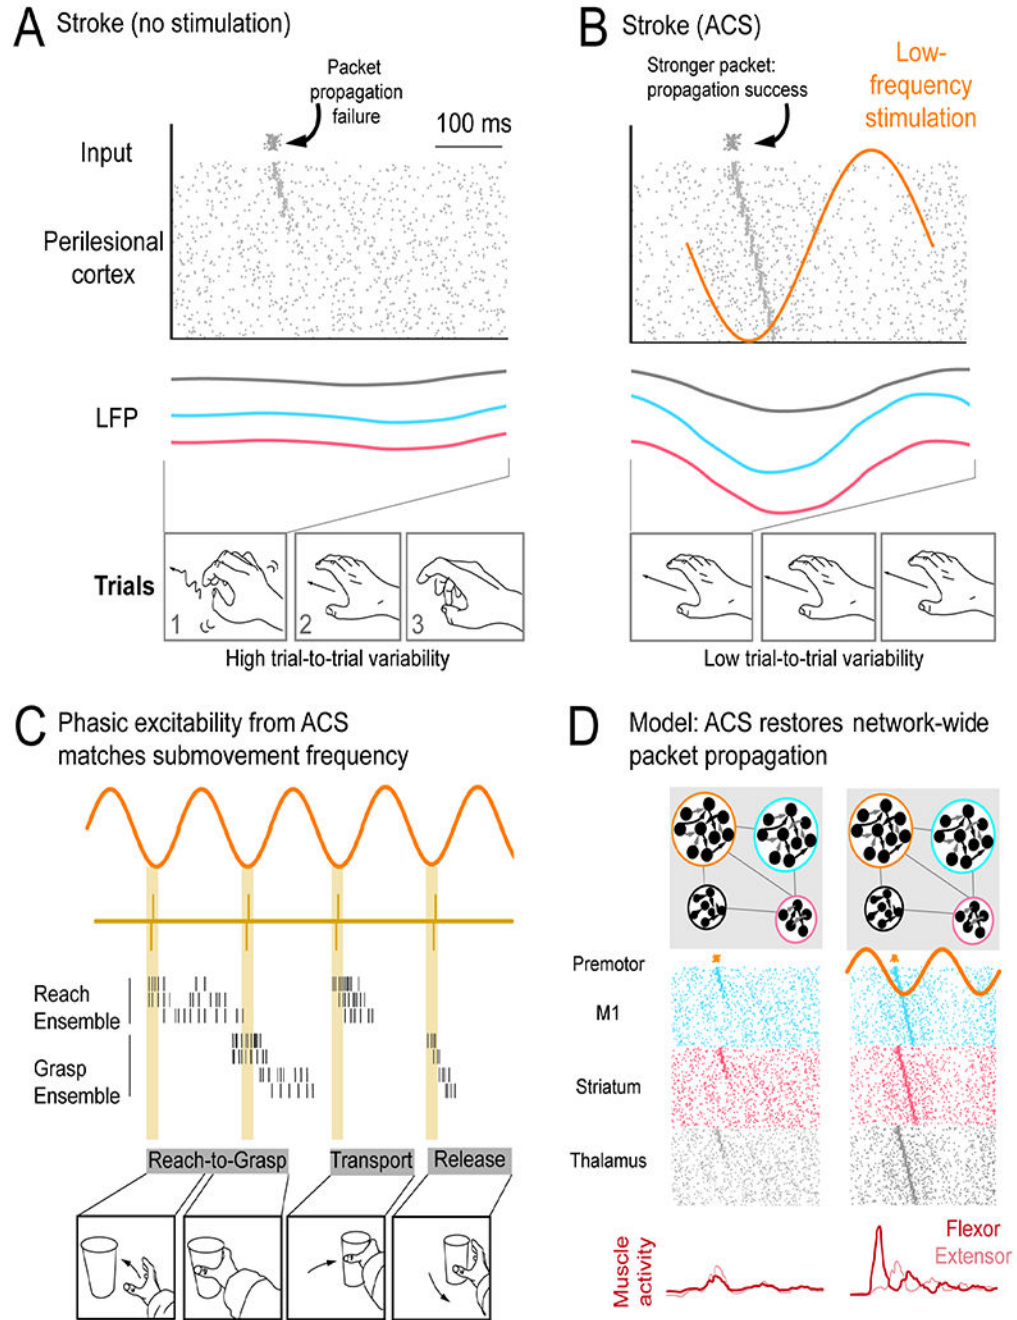 A Stroke (no stimulation)
Packet
propagation
failure
100 ms
Input
Perilesional
cortex
LFP
Trials
1
2
3
High trial-to-trial variability
B Stroke (ACS)
Stronger packet:
propagation success
Low-
frequency
stimulation
Low trial-to-trial variability
C Phasic excitability from ACS
matches submovement frequency
Reach
Ensemble
Grasp
Ensemble
Reach-to-Grasp
Transport
Release
D Model: ACS restores network-wide
packet propagation
Premotor
M1
Striatum
Thalamus
Muscle
activity
Flexor
Extensor